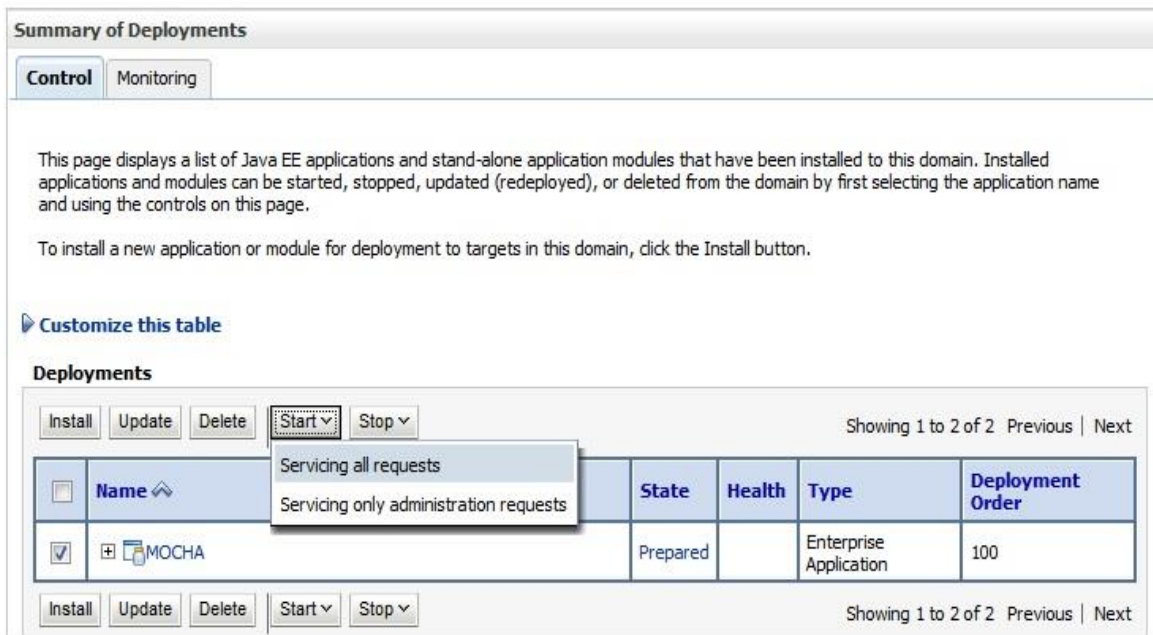 Summary of Deployments
Control Monitoring
This page displays a list of Java EE applications and stand-alone application modules that have been installed to this domain. Installed
applications and modules can be started, stopped, updated (redeployed), or deleted from the domain by first selecting the application name
and using the controls on this page.
To install a new application or module for deployment to targets in this domain, click the Install button.
Customize this table
Deployments
Install Update Delete Start Stop Showing 1 to 2 of 2 Previous | Next
Servicing all requests
Servicing only administration requests
Name State Health Type Deployment Order
MOCHA Prepared Enterprise Application 100
Install Update Delete Start Stop Showing 1 to 2 of 2 Previous | Next